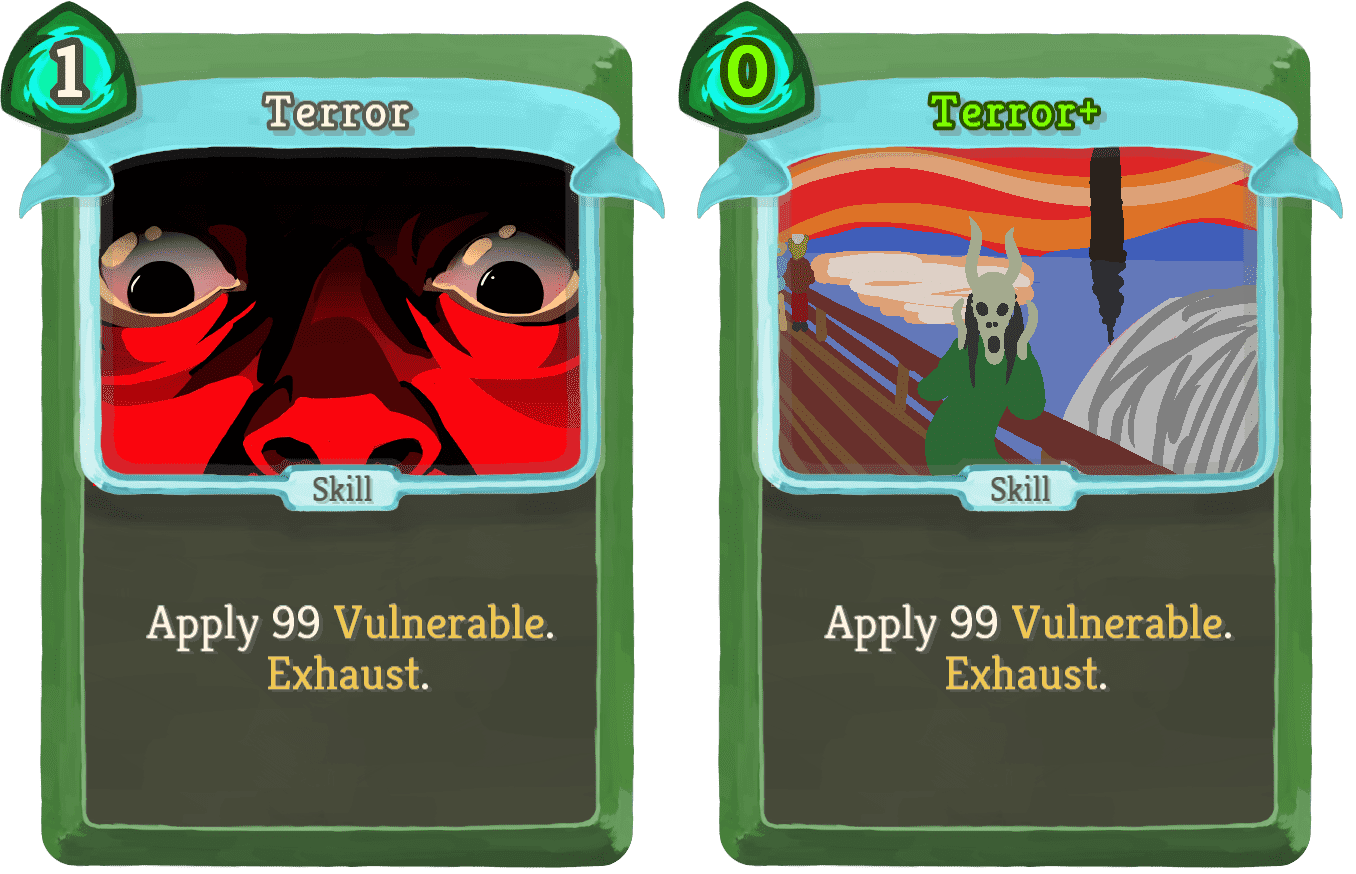 1
Terror
Skill
Apply 99 Vulnerable.
Exhaust.
0
Terror+
Skill
Apply 99 Vulnerable.
Exhaust.